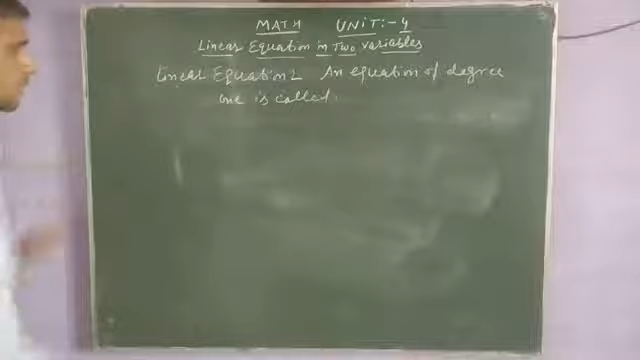 MATH UNIT:- 4
Linear Equation in Two variables
Linear Equation:- An equation of degree
one is called